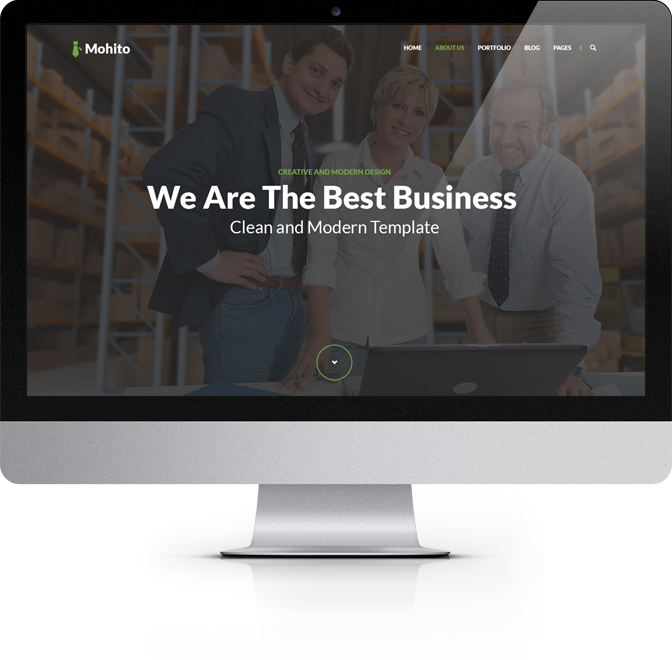 Mohito
HOME ABOUT US PORTFOLIO BLOG PAGES
CREATIVE AND MODERN DESIGN
We Are The Best Business
Clean and Modern Template